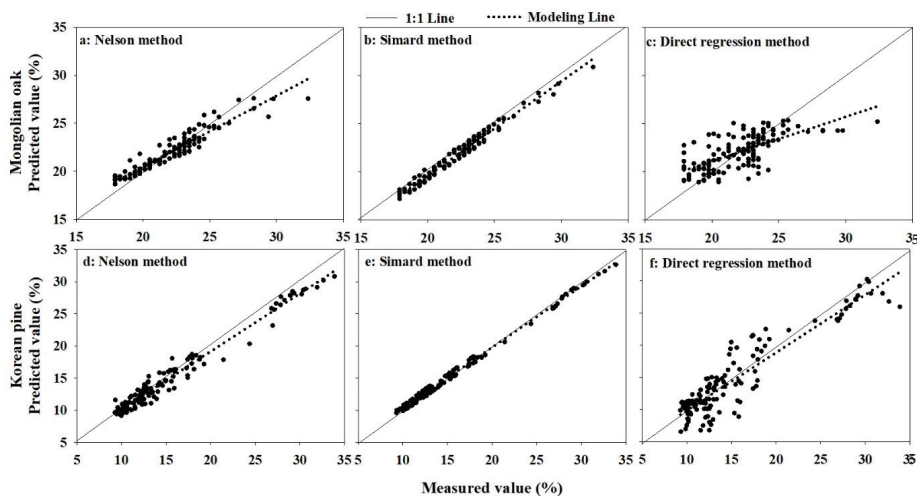 1:1 Line Modeling Line
a: Nelson method b: Simard method c: Direct regression method
Mongolian oak
Predicted value (%)
35
30
25
20
15
15 20 25 30 35 15 20 25 30 35 15 20 25 30 35
d: Nelson method e: Simard method f: Direct regression method
Korean pine
Predicted value (%)
35
30
25
20
15
10
5
5 10 15 20 25 30 35 5 10 15 20 25 30 35 5 10 15 20 25 30 35
Measured value (%)